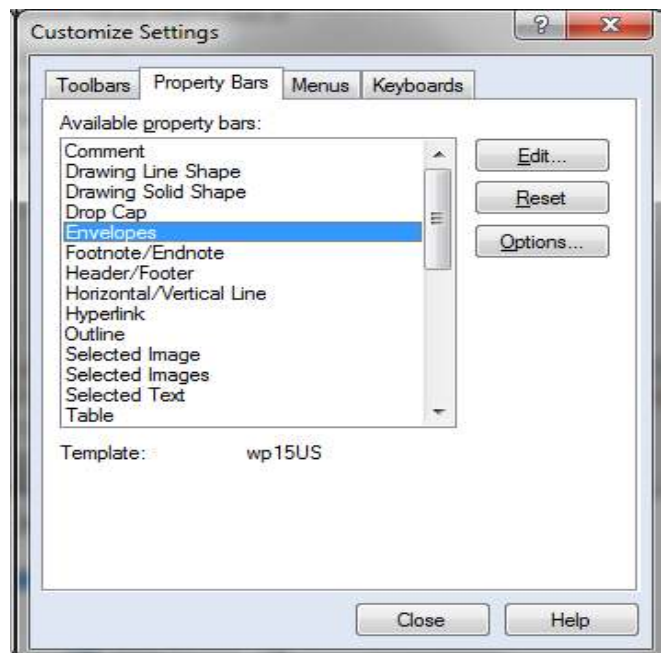 Customize Settings
?
Toolbars Property Bars Menus Keyboards
Available property bars:
Comment
Drawing Line Shape
Drawing Solid Shape
Drop Cap
Envelopes
Footnote/Endnote
Header/Footer
Horizontal/Vertical Line
Hyperlink
Outline
Selected Image
Selected Images
Selected Text
Table
Edit...
Reset
Options...
Template: wp15US
Close Help